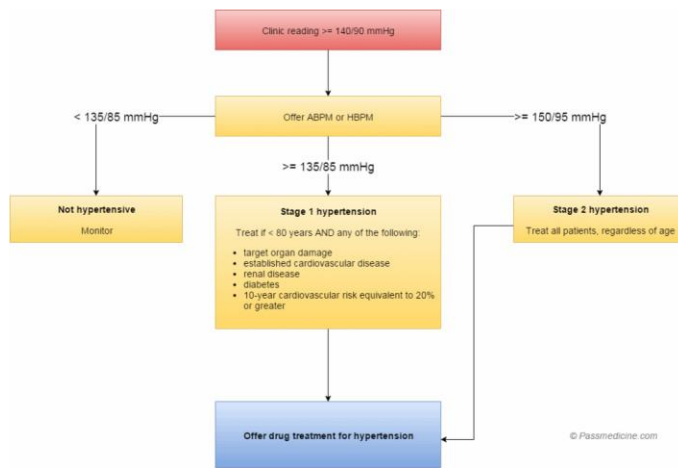 Clinic reading >= 140/90 mmHg
Offer ABPM or HBPM
< 135/85 mmHg
>= 150/95 mmHg
>= 135/85 mmHg
Not hypertensive
Monitor
Stage 1 hypertension
Treat if < 80 years AND any of the following:
• target organ damage
• established cardiovascular disease
• renal disease
• diabetes
• 10-year cardiovascular risk equivalent to 20%
or greater
Stage 2 hypertension
Treat all patients, regardless of age
Offer drug treatment for hypertension
© Passmedicine.com